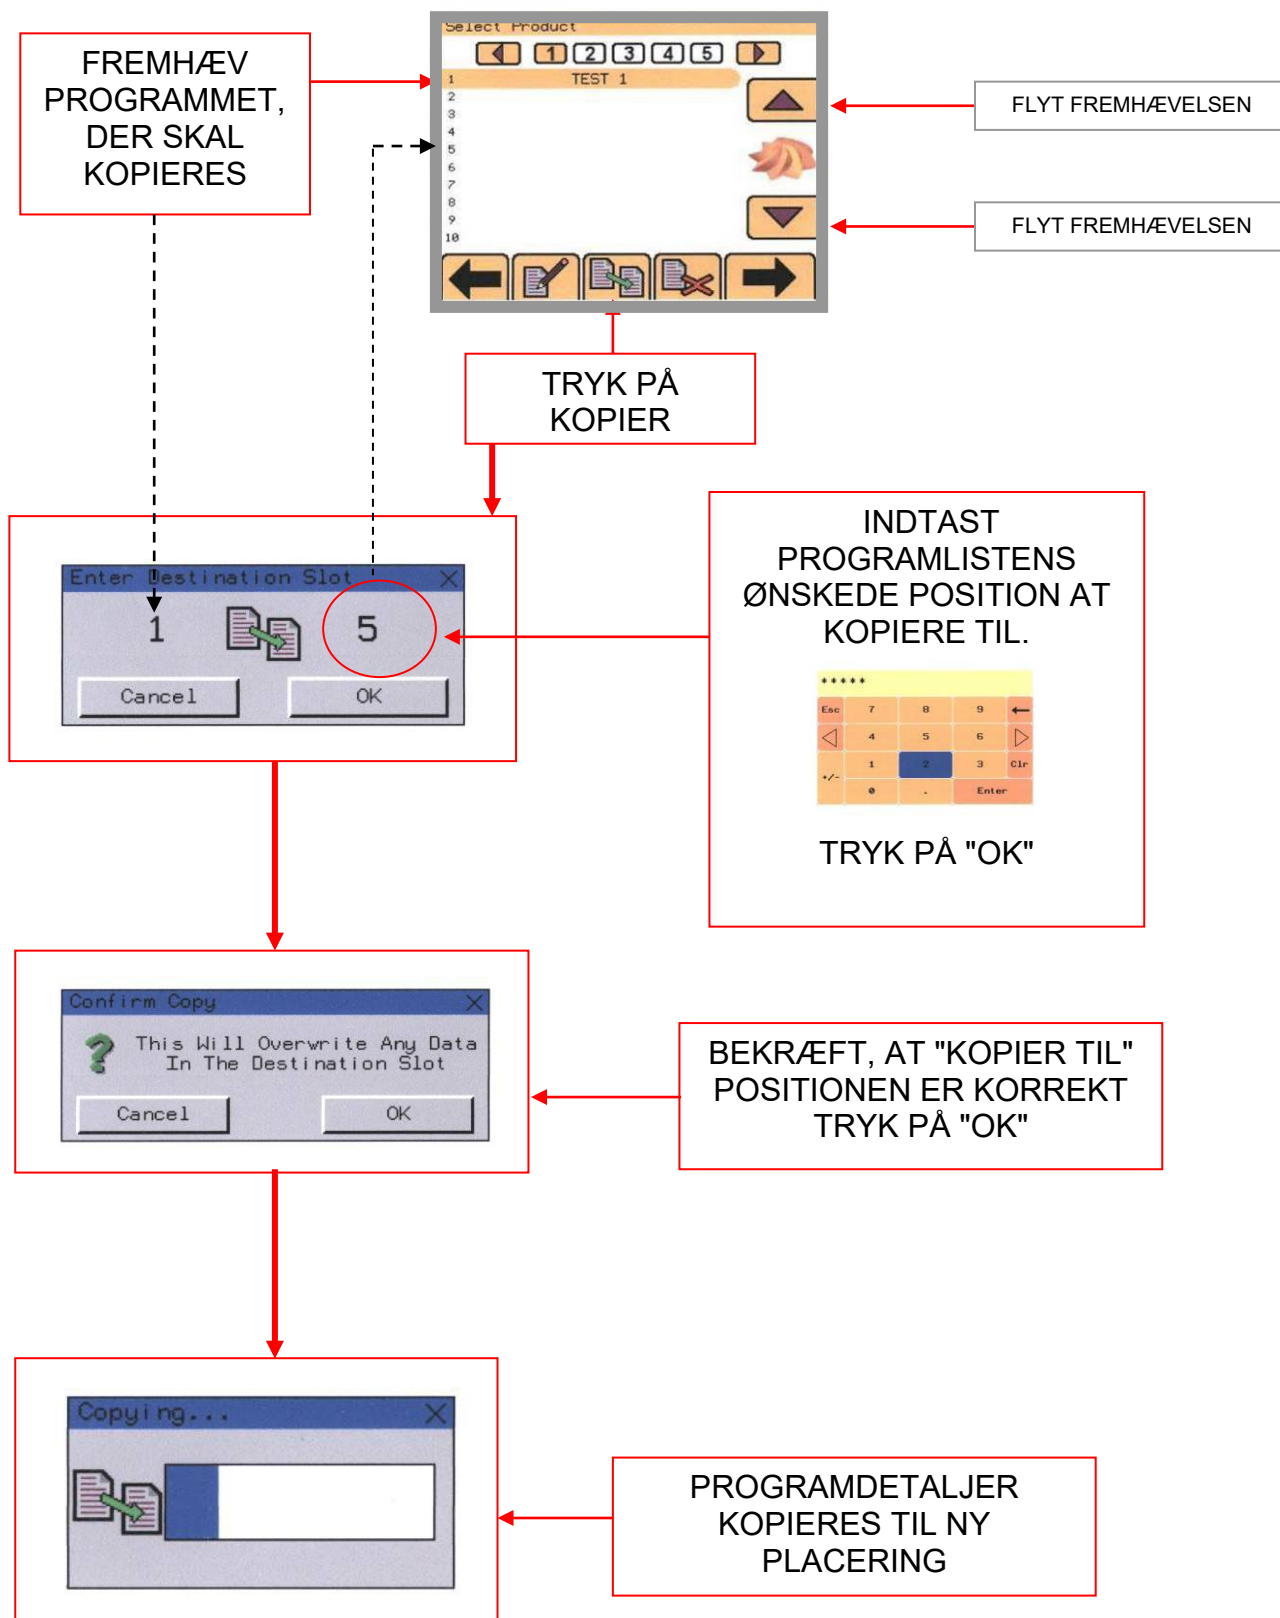 FREMHÆV
PROGRAMMET,
DER SKAL
KOPIERES
Select Product
1 2 3 4 5
1 TEST 1
2
3
4
5
6
7
8
9
10
FLYT FREMHÆVELSEN
FLYT FREMHÆVELSEN
TRYK PÅ
KOPIER
Enter Destination Slot
1 5
Cancel OK
INDTAST
PROGRAMLISTENS
ØNSKEDE POSITION AT
KOPIERE TIL.
*****
Esc 7 8 9
4 5 6
+/- 1 2 3 Clr
0 . Enter
TRYK PÅ "OK"
Confirm Copy
This Will Overwrite Any Data
In The Destination Slot
Cancel OK
BEKRÆFT, AT "KOPIER TIL"
POSITIONEN ER KORREKT
TRYK PÅ "OK"
Copying...
PROGRAMDETALJER
KOPIERES TIL NY
PLACERING